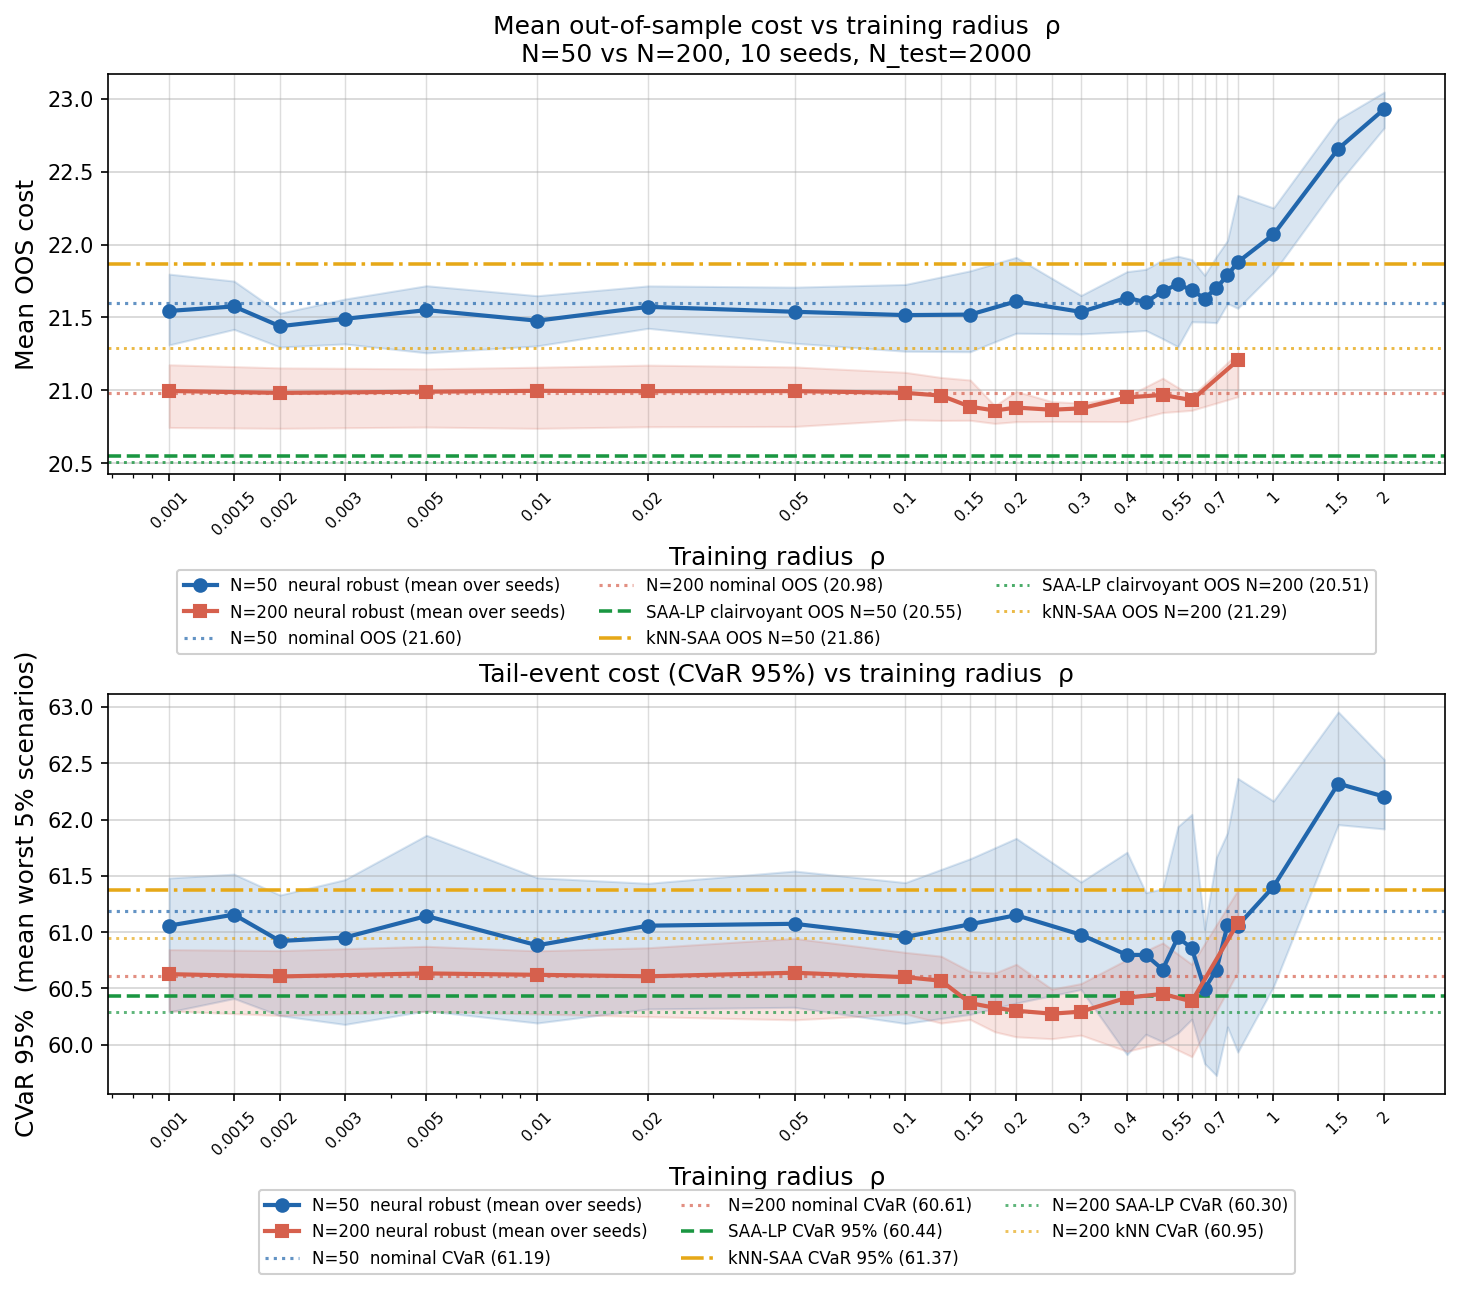 Mean out-of-sample cost vs training radius  ρ
N=50 vs N=200, 10 seeds, N_test=2000
Mean OOS cost
23.0
22.5
22.0
21.5
21.0
20.5
0.001 0.0015 0.002 0.003 0.005 0.01 0.02 0.05 0.1 0.15 0.2 0.3 0.4 0.55 0.7 1 1.5 2
Training radius  ρ
N=50  neural robust (mean over seeds)
N=200 neural robust (mean over seeds)
N=50  nominal OOS (21.60)
N=200 nominal OOS (20.98)
SAA-LP clairvoyant OOS N=50 (20.55)
kNN-SAA OOS N=50 (21.86)
SAA-LP clairvoyant OOS N=200 (20.51)
kNN-SAA OOS N=200 (21.29)
Tail-event cost (CVaR 95%) vs training radius  ρ
CVaR 95%  (mean worst 5% scenarios)
63.0
62.5
62.0
61.5
61.0
60.5
60.0
0.001 0.0015 0.002 0.003 0.005 0.01 0.02 0.05 0.1 0.15 0.2 0.3 0.4 0.55 0.7 1 1.5 2
Training radius  ρ
N=50  neural robust (mean over seeds)
N=200 neural robust (mean over seeds)
N=50  nominal CVaR (61.19)
N=200 nominal CVaR (60.61)
SAA-LP CVaR 95% (60.44)
kNN-SAA CVaR 95% (61.37)
N=200 SAA-LP CVaR (60.30)
N=200 kNN CVaR (60.95)